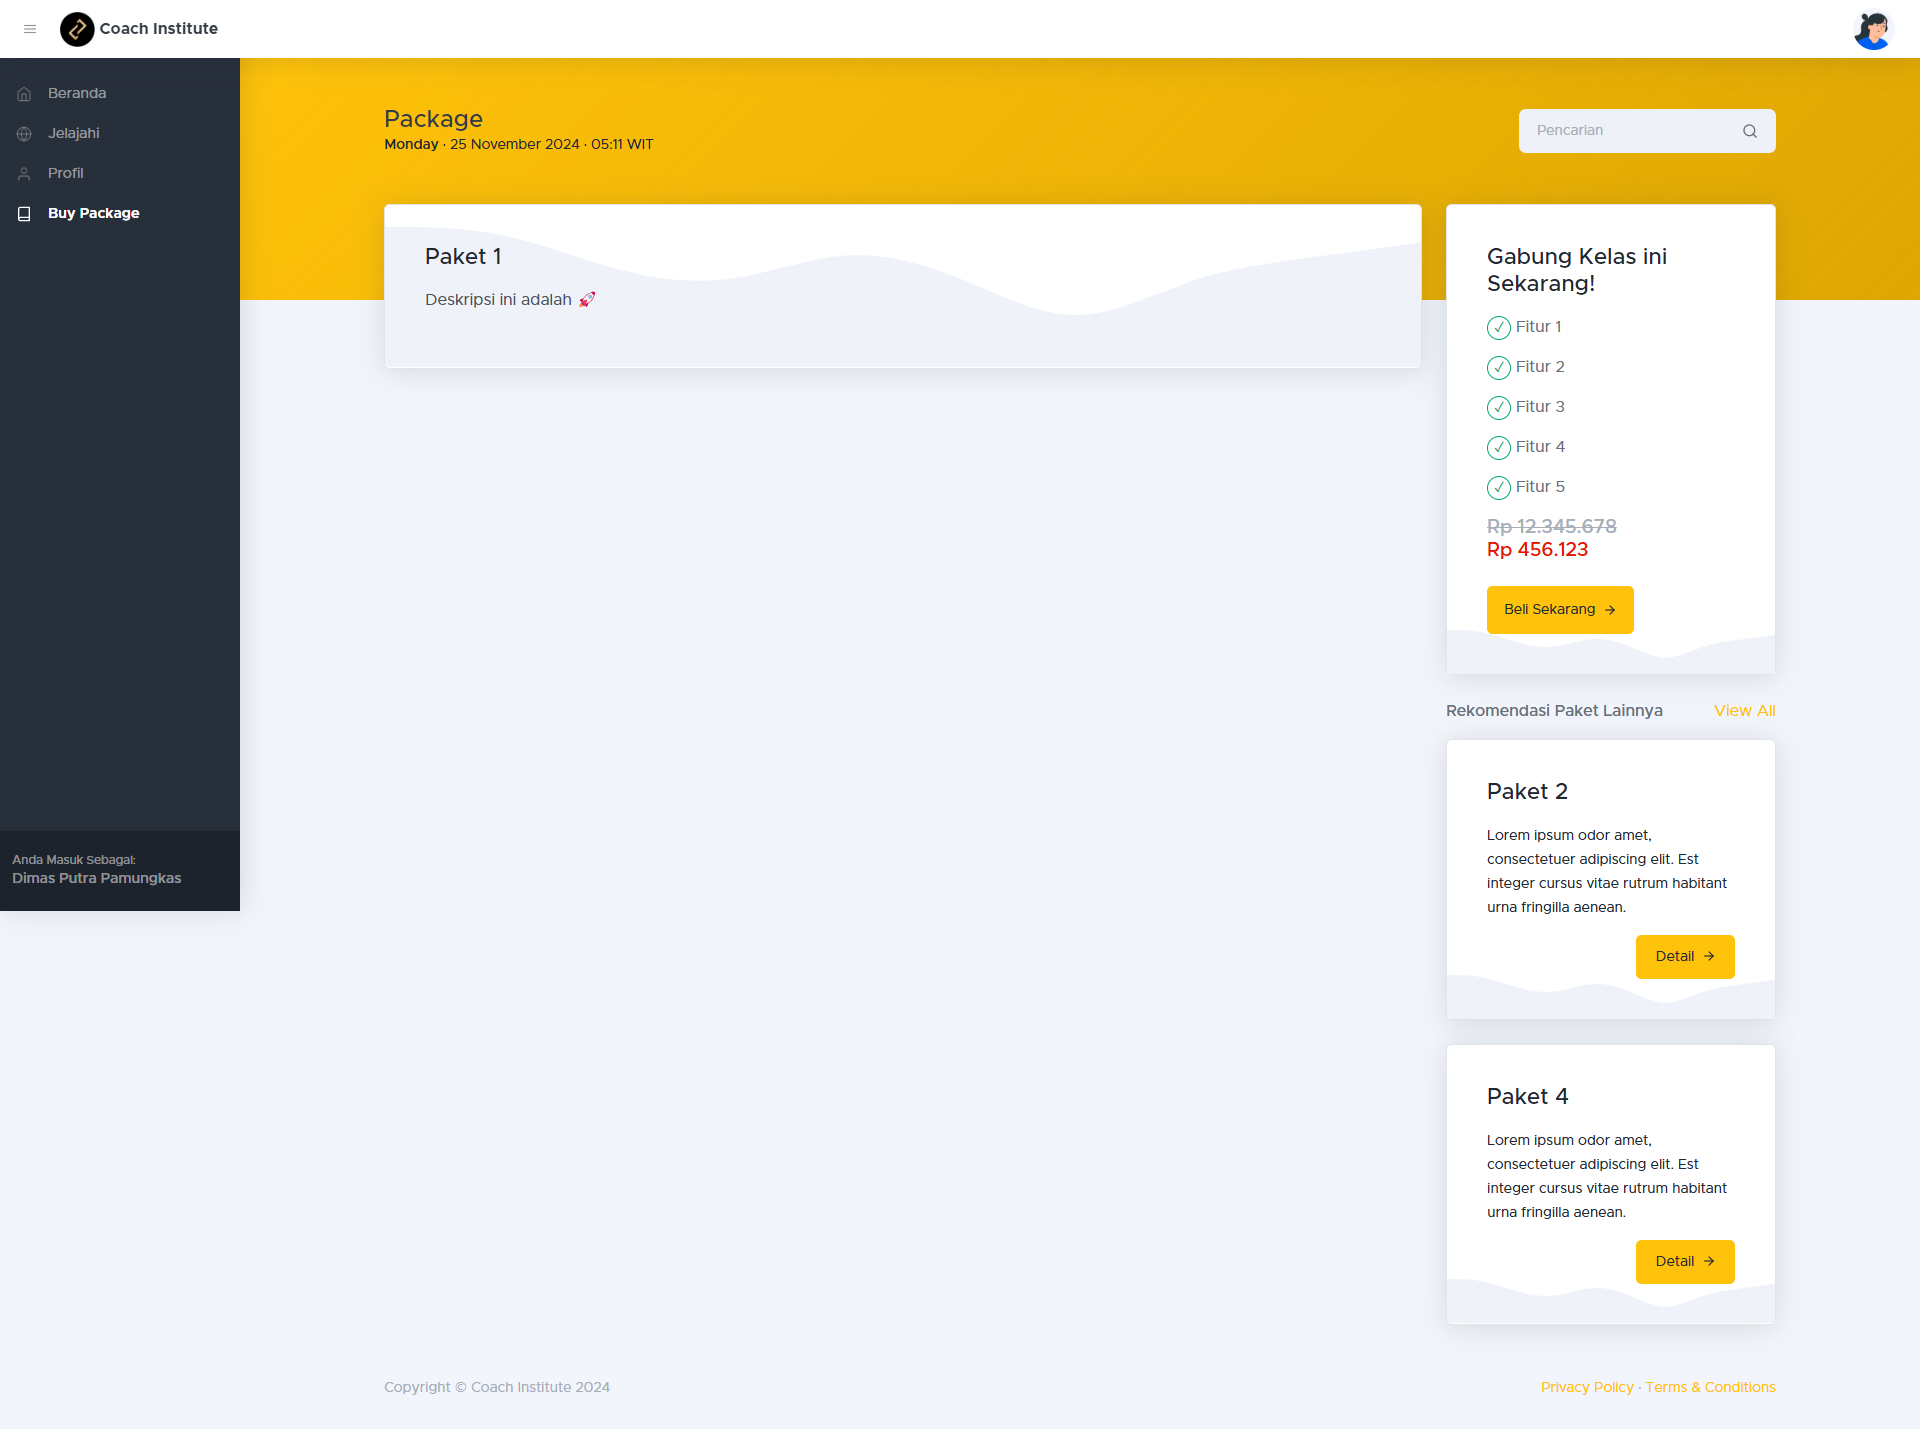 Coach Institute
Beranda
Jelajahi
Profil
Buy Package
Anda Masuk Sebagai:
Dimas Putra Pamungkas
Package
Monday · 25 November 2024 · 05:11 WIT
Pencarian
Paket 1
Deskripsi ini adalah 🚀
Gabung Kelas ini
Sekarang!
Fitur 1
Fitur 2
Fitur 3
Fitur 4
Fitur 5
Rp 12.345.678
Rp 456.123
Beli Sekarang →
Rekomendasi Paket Lainnya
View All
Paket 2
Lorem ipsum odor amet,
consectetuer adipiscing elit. Est
integer cursus vitae rutrum habitant
urna fringilla aenean.
Detail →
Paket 4
Lorem ipsum odor amet,
consectetuer adipiscing elit. Est
integer cursus vitae rutrum habitant
urna fringilla aenean.
Detail →
Copyright © Coach Institute 2024
Privacy Policy · Terms & Conditions